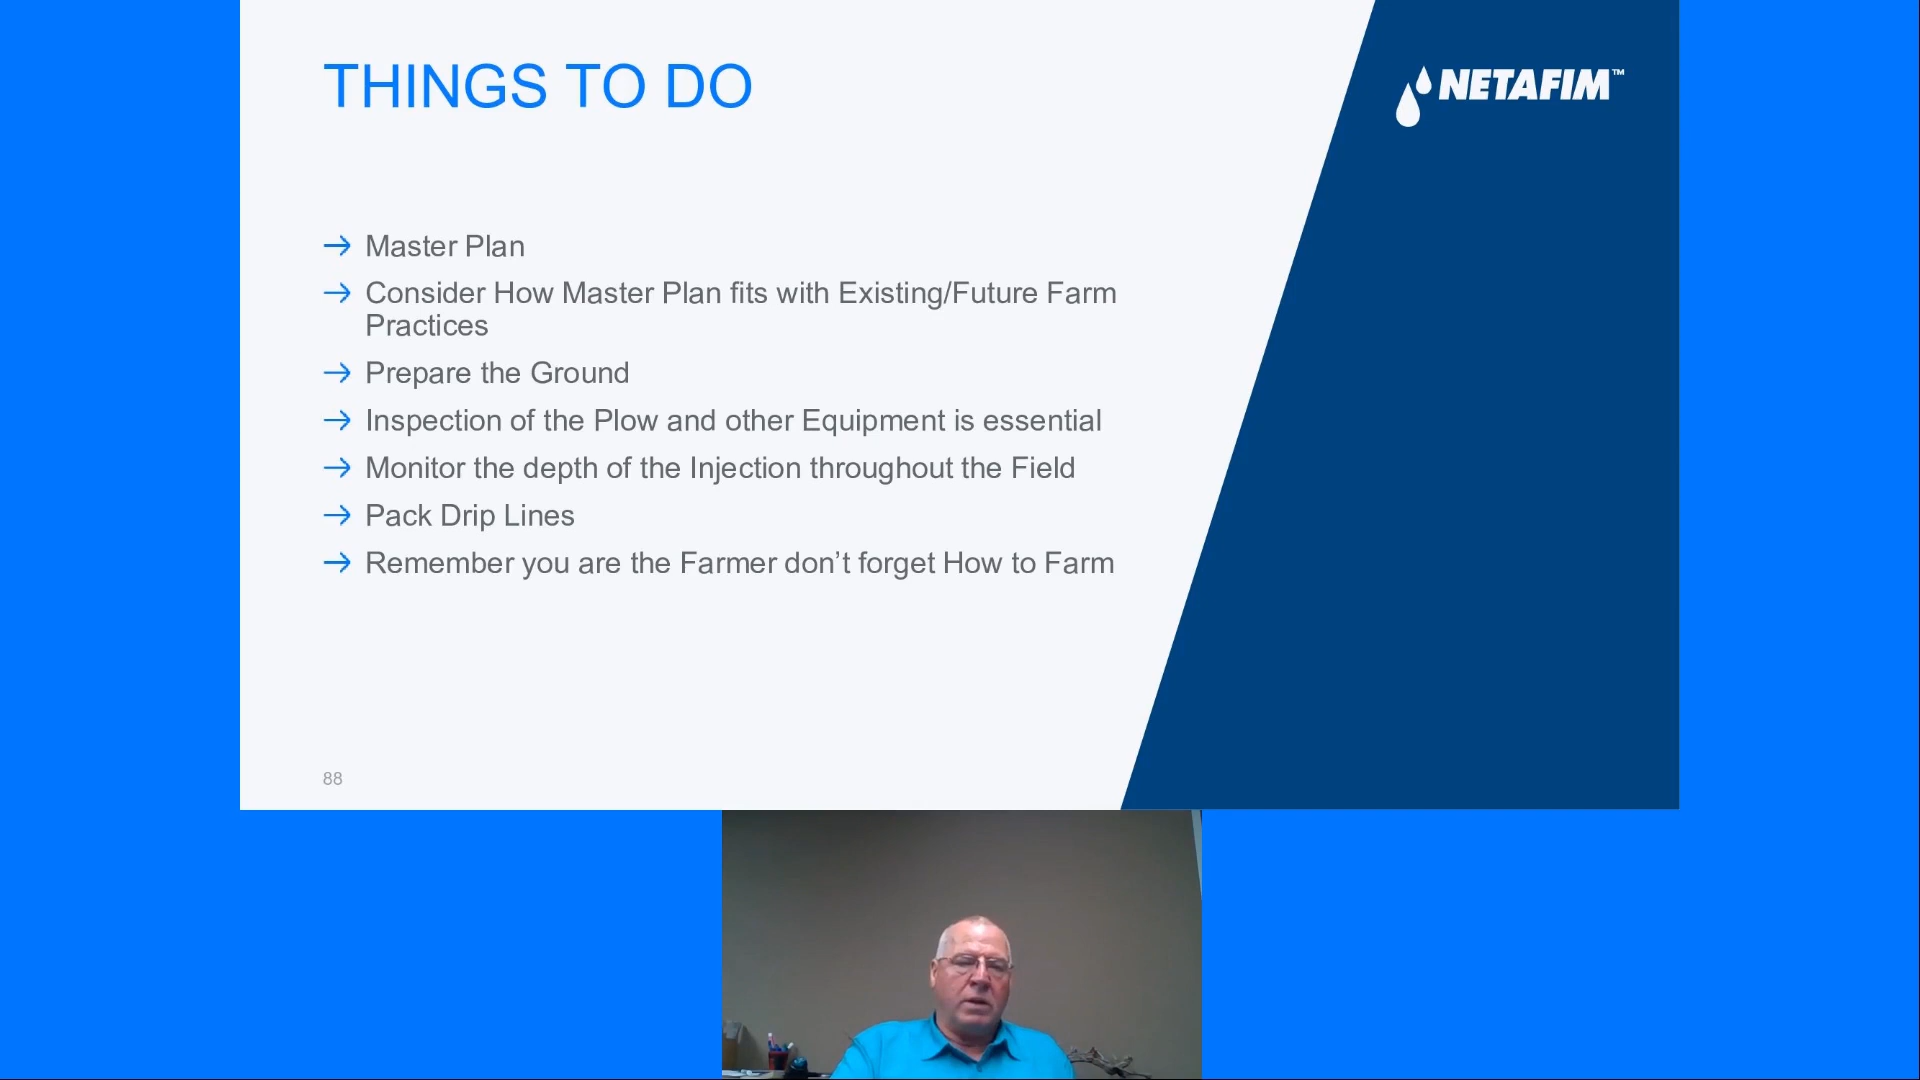 THINGS TO DO
NETAFIM™
→ Master Plan
→ Consider How Master Plan fits with Existing/Future Farm
Practices
→ Prepare the Ground
→ Inspection of the Plow and other Equipment is essential
→ Monitor the depth of the Injection throughout the Field
→ Pack Drip Lines
→ Remember you are the Farmer don’t forget How to Farm
88